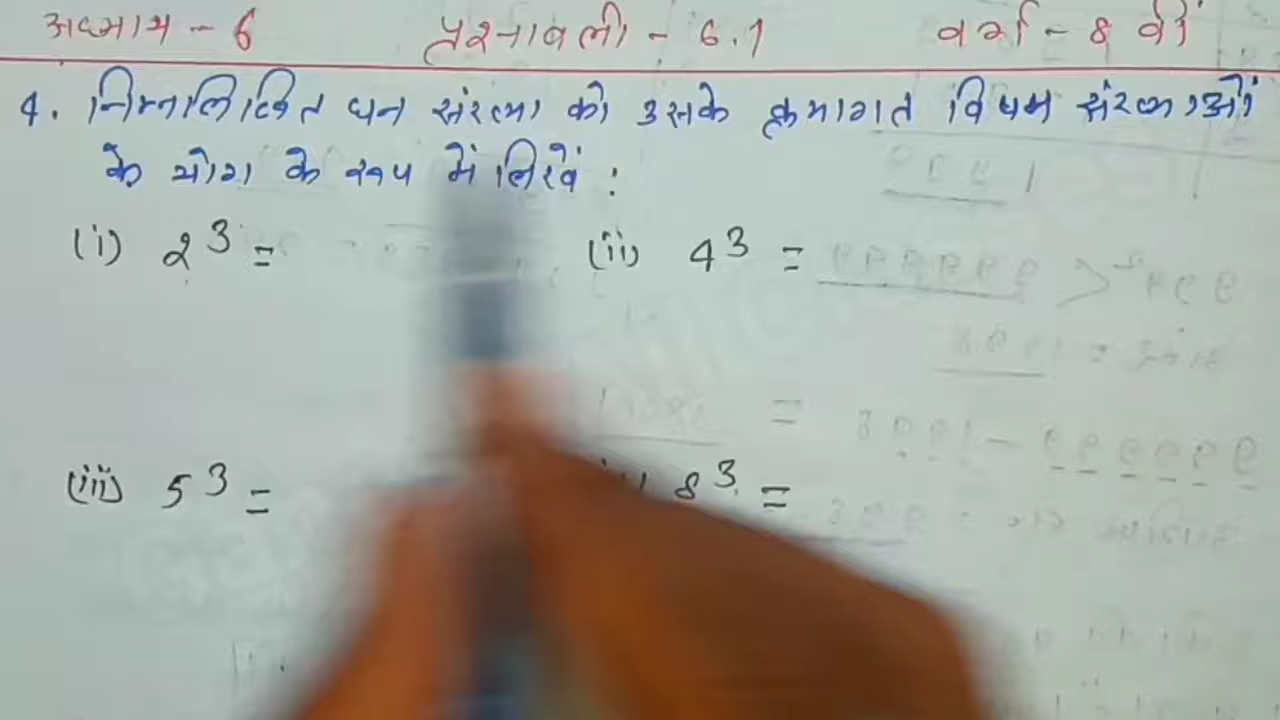 अध्याय - 6 प्रश्नावली - 6.1 वर्ग - 8 वीं
4. निम्नलिखित घन संख्या को उसके क्रमागत विषम संख्याओं
के योग के रूप में लिखें :
(i) 2³ = (ii) 4³ =
(iii) 5³ = 8³ =